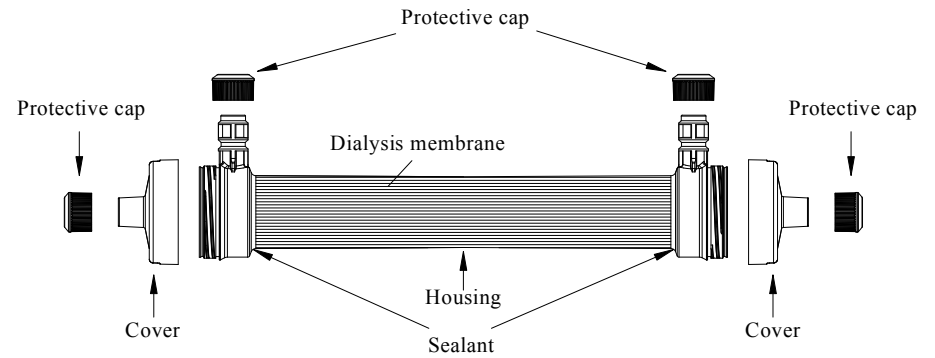 Protective cap
Protective cap
Protective cap
Dialysis membrane
Housing
Cover
Cover
Sealant